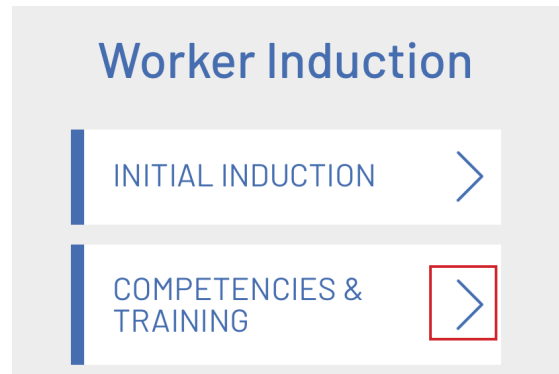 Worker Induction
INITIAL INDUCTION
COMPETENCIES &
TRAINING